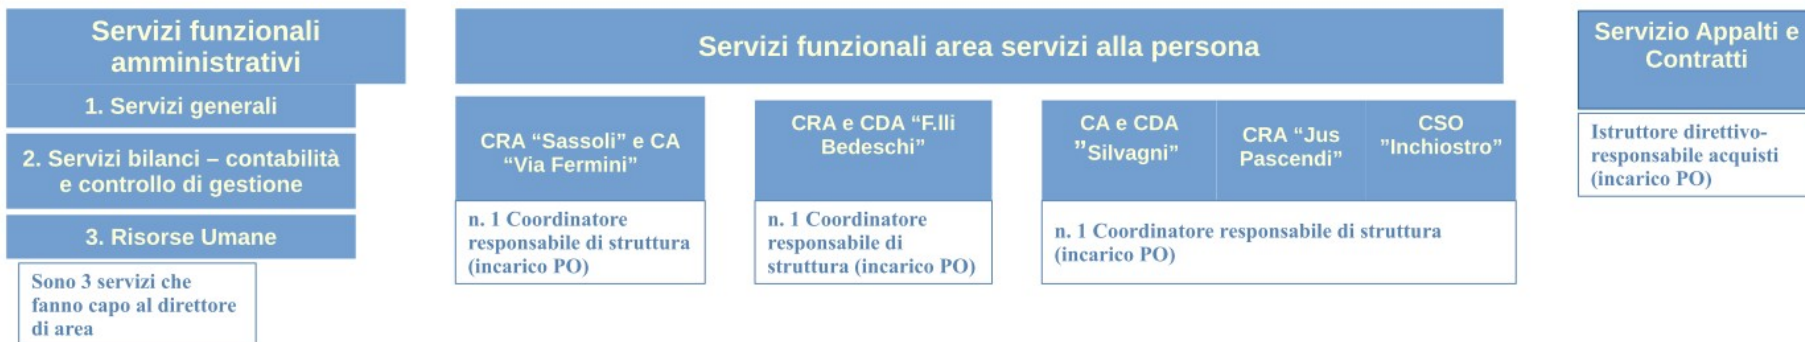 Servizi funzionali
amministrativi
1. Servizi generali
2. Servizi bilanci – contabilità
e controllo di gestione
3. Risorse Umane
Sono 3 servizi che
fanno capo al direttore
di area
Servizi funzionali area servizi alla persona
CRA “Sassoli” e CA
“Via Fermini”
n. 1 Coordinatore
responsabile di struttura
(incarico PO)
CRA e CDA “F.lli
Bedeschi”
n. 1 Coordinatore
responsabile di
struttura (incarico PO)
CA e CDA
”Silvagni”
CRA “Jus
Pascendi”
CSO
”Inchiostro”
n. 1 Coordinatore responsabile di struttura
(incarico PO)
Servizio Appalti e
Contratti
Istruttore direttivo-
responsabile acquisti
(incarico PO)